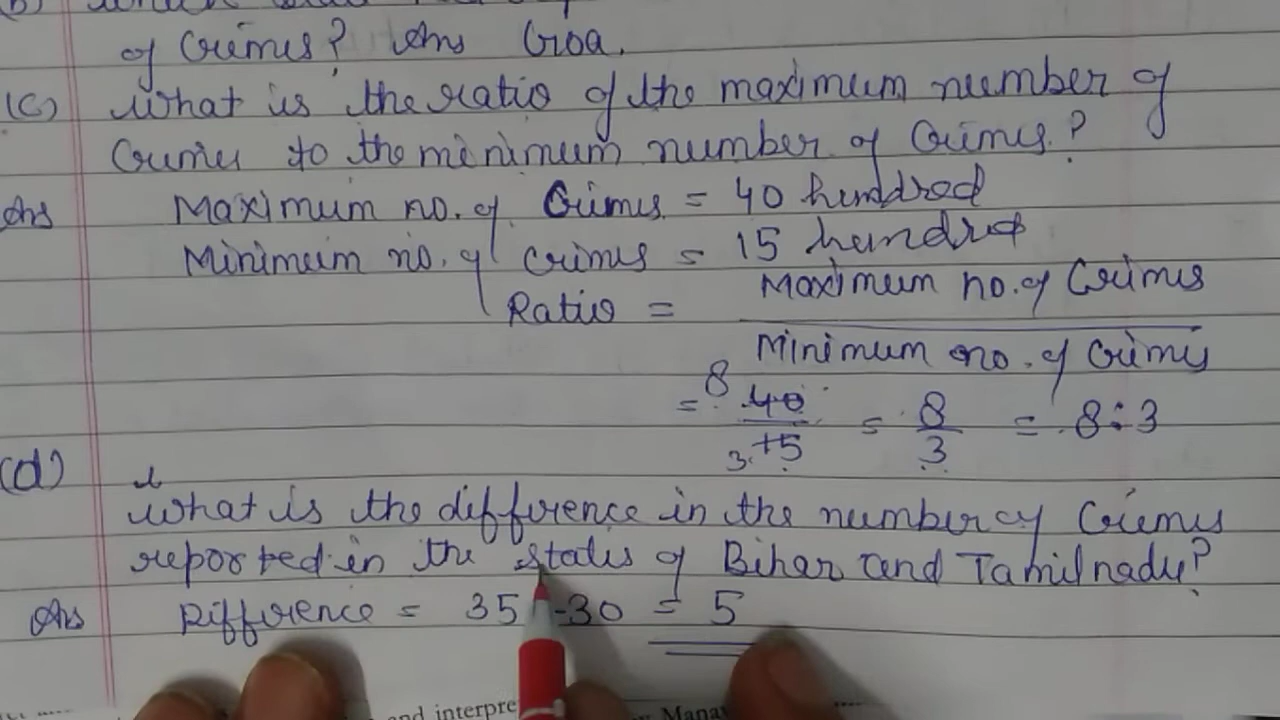 of Crimes? Ans Goa.
(c) What is the ratio of the maximum number of
Crimes to the minimum number of Crimes?
Ans Maximum no. of Crimes = 40 hundred
Minimum no. of crimes = 15 hundred
Ratio = Maximum no. of Crimes
Minimum no. of Crimes
= 8 40 / 3 15 = 8/3 = 8:3
(d)
What is the difference in the number of Crimes
reported in the states of Bihar and Tamilnadu?
Ans Difference = 35 - 30 = 5
and interpre